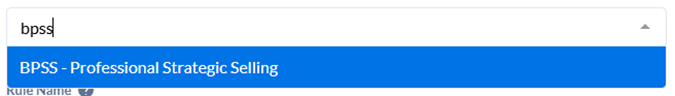 bpss
BPSS - Professional Strategic Selling
Rule Name ?